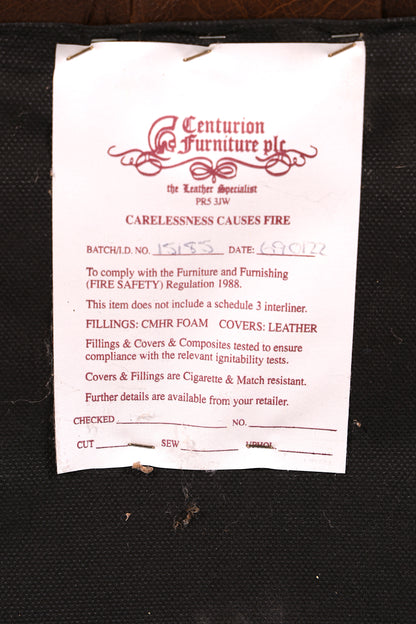 Centurion
Furniture plc
the Leather Specialist
PR5 3JW
CARELESSNESS CAUSES FIRE
BATCH/I.D. NO. 15185 DATE:
To comply with the Furniture and Furnishing
(FIRE SAFETY) Regulation 1988.
This item does not include a schedule 3 interliner.
FILLINGS: CMHR FOAM COVERS: LEATHER
Fillings & Covers & Composites tested to ensure
compliance with the relevant ignitability tests.
Covers & Fillings are Cigarette & Match resistant.
Further details are available from your retailer.
CHECKED NO.
CUT SEW UPHOL